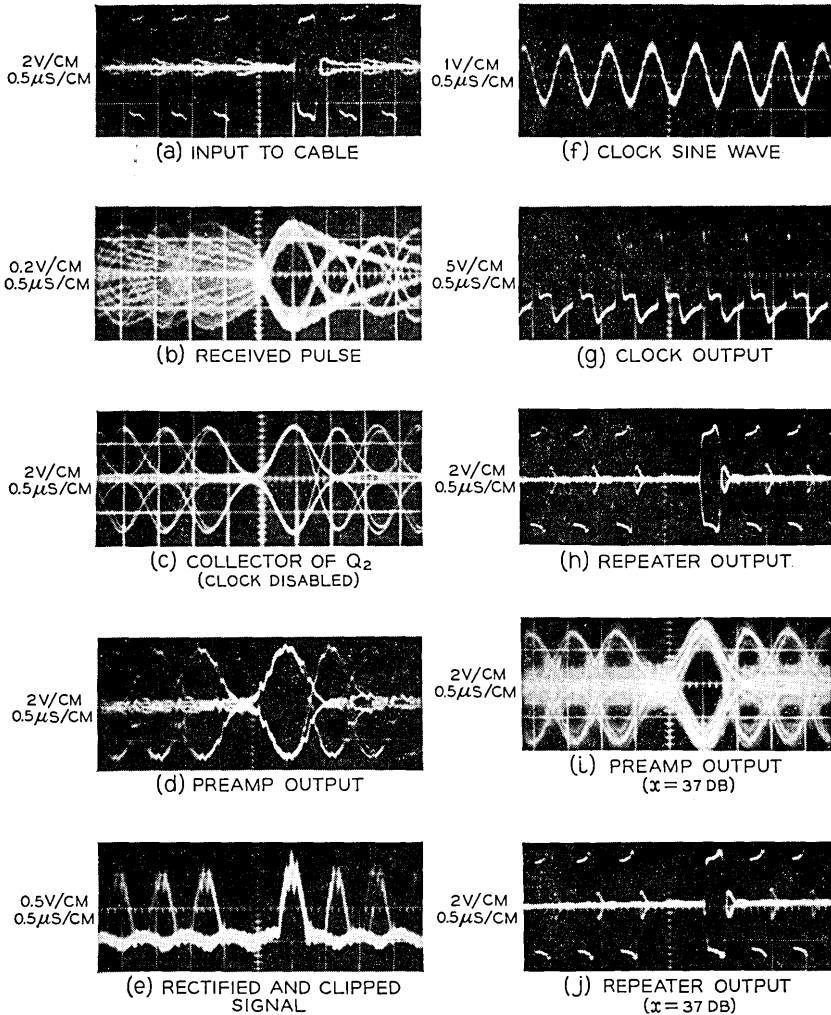 2V/CM
0.5μS/CM
(a) INPUT TO CABLE
0.2V/CM
0.5μS/CM
(b) RECEIVED PULSE
2V/CM
0.5μS/CM
(c) COLLECTOR OF Q2
(CLOCK DISABLED)
2V/CM
0.5μS/CM
(d) PREAMP OUTPUT
0.5V/CM
0.5μS/CM
(e) RECTIFIED AND CLIPPED
SIGNAL
1V/CM
0.5μS/CM
(f) CLOCK SINE WAVE
5V/CM
0.5μS/CM
(g) CLOCK OUTPUT
2V/CM
0.5μS/CM
(h) REPEATER OUTPUT.
2V/CM
0.5μS/CM
(i) PREAMP OUTPUT
(x = 37 DB)
2V/CM
0.5μS/CM
(j) REPEATER OUTPUT
(x = 37 DB)